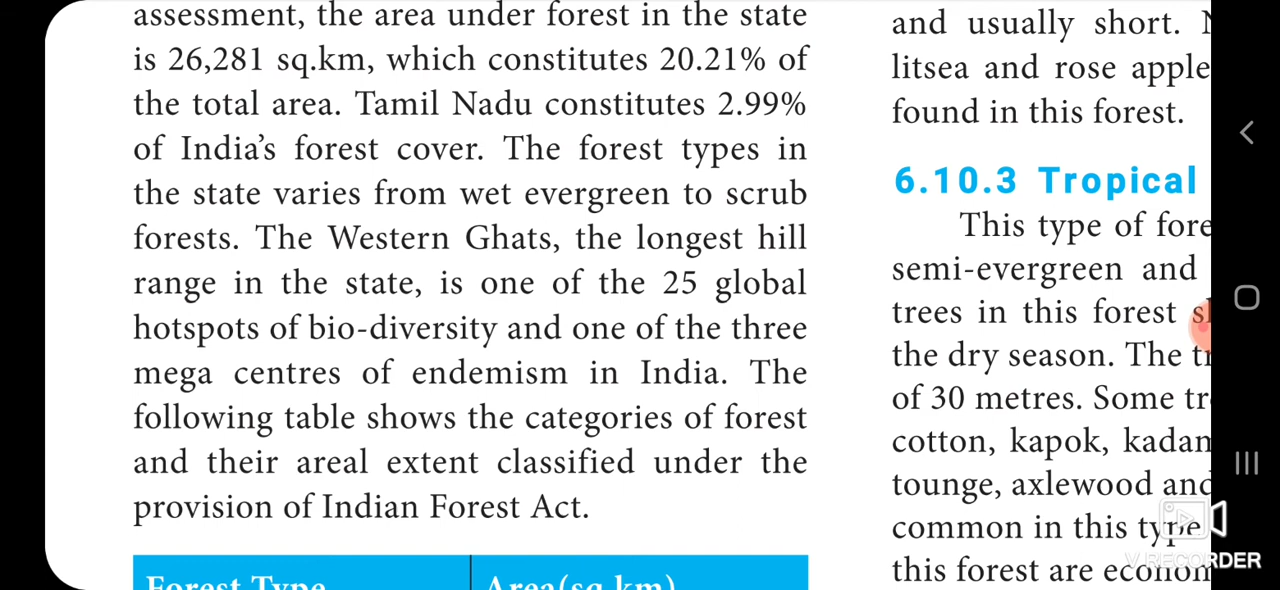 assessment, the area under forest in the state
is 26,281 sq.km, which constitutes 20.21% of
the total area. Tamil Nadu constitutes 2.99%
of India's forest cover. The forest types in
the state varies from wet evergreen to scrub
forests. The Western Ghats, the longest hill
range in the state, is one of the 25 global
hotspots of bio-diversity and one of the three
mega centres of endemism in India. The
following table shows the categories of forest
and their areal extent classified under the
provision of Indian Forest Act.
Forest Type Area(sq.km)
and usually short.
litsea and rose apple
found in this forest.
6.10.3 Tropical
This type of
semi-evergreen and
trees in this forest
the dry season. The
of 30 metres. Some
cotton, kapok,
tounge, axlewood and
common in this type
this forest are
V RECORDER